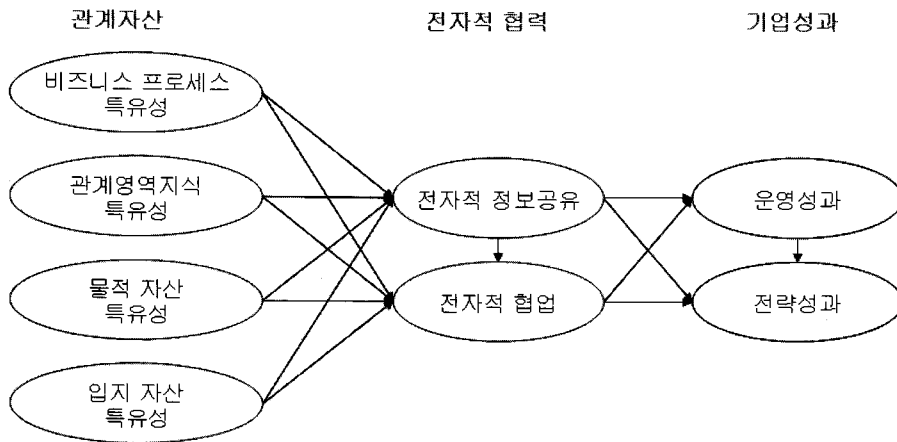 관계자산
전자적 협력
기업성과
비즈니스 프로세스
특유성
관계영역지식
특유성
물적 자산
특유성
입지 자산
특유성
전자적 정보공유
전자적 협업
운영성과
전략성과